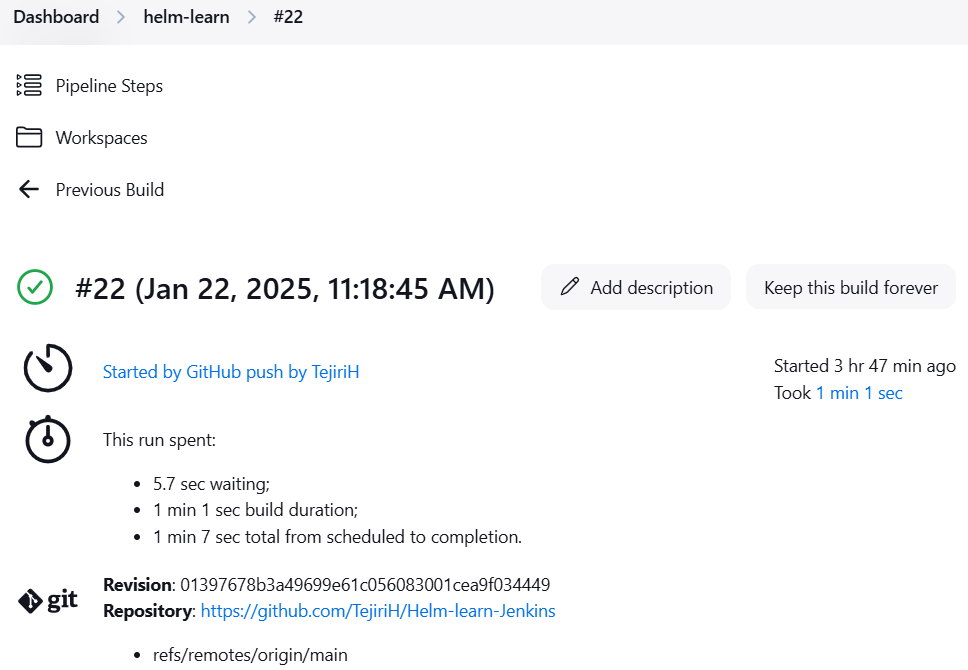 Dashboard > helm-learn > #22
Pipeline Steps
Workspaces
Previous Build
#22 (Jan 22, 2025, 11:18:45 AM)
Add description
Keep this build forever
Started by GitHub push by TejiriH
Started 3 hr 47 min ago
Took 1 min 1 sec
This run spent:
• 5.7 sec waiting;
• 1 min 1 sec build duration;
• 1 min 7 sec total from scheduled to completion.
git
Revision: 01397678b3a49699e61c056083001cea9f034449
Repository: https://github.com/TejiriH/Helm-learn-Jenkins
• refs/remotes/origin/main